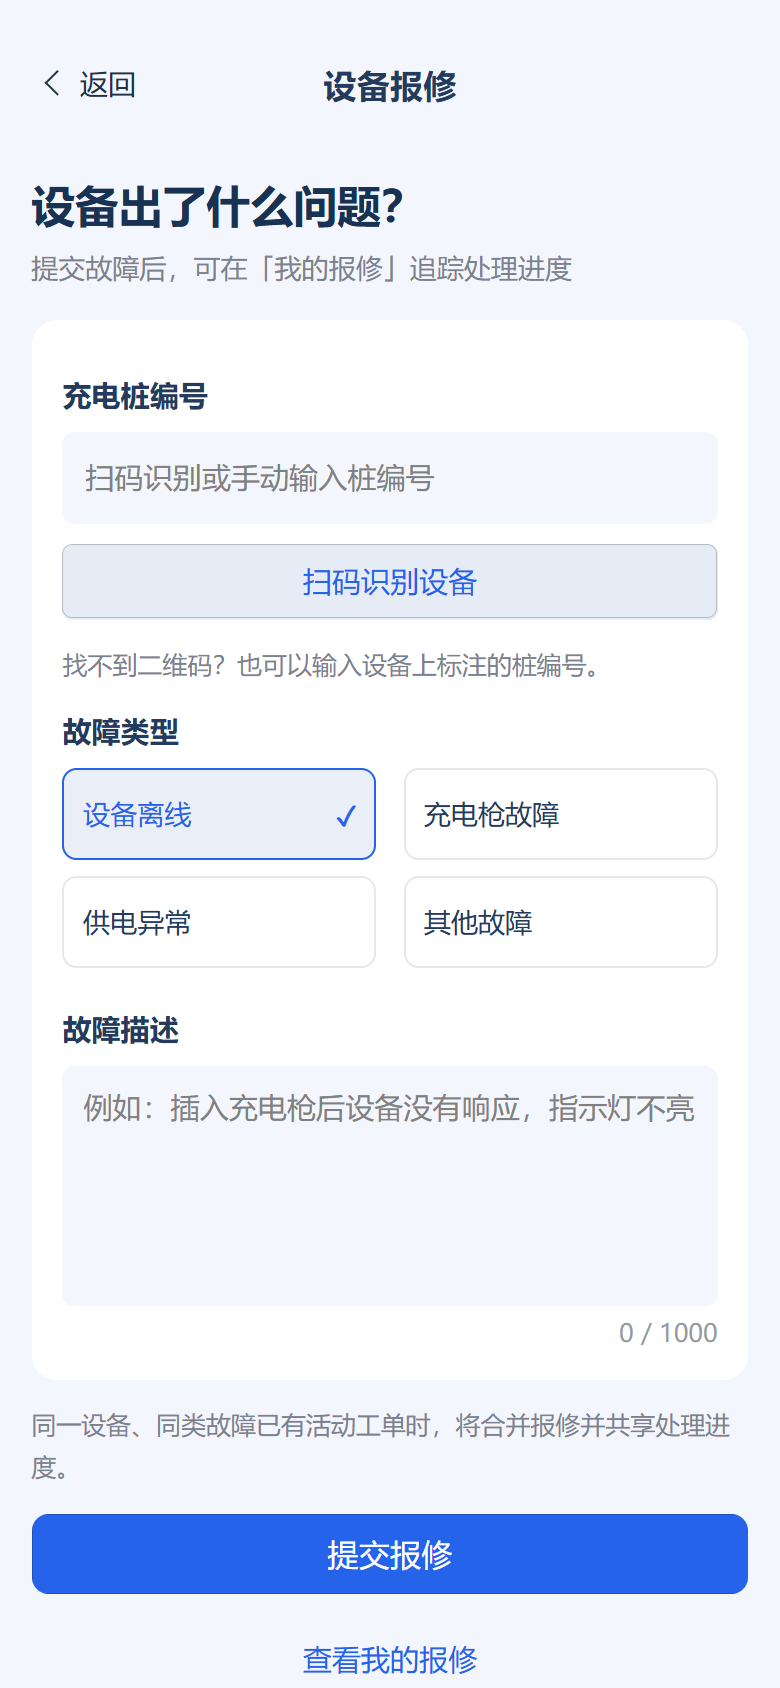 返回
设备报修
设备出了什么问题？
提交故障后，可在「我的报修」追踪处理进度
充电桩编号
扫码识别或手动输入桩编号
扫码识别设备
找不到二维码？也可以输入设备上标注的桩编号。
故障类型
设备离线 ✓
充电枪故障
供电异常
其他故障
故障描述
例如：插入充电枪后设备没有响应，指示灯不亮
0 / 1000
同一设备、同类故障已有活动工单时，将合并报修并共享处理进
度。
提交报修
查看我的报修